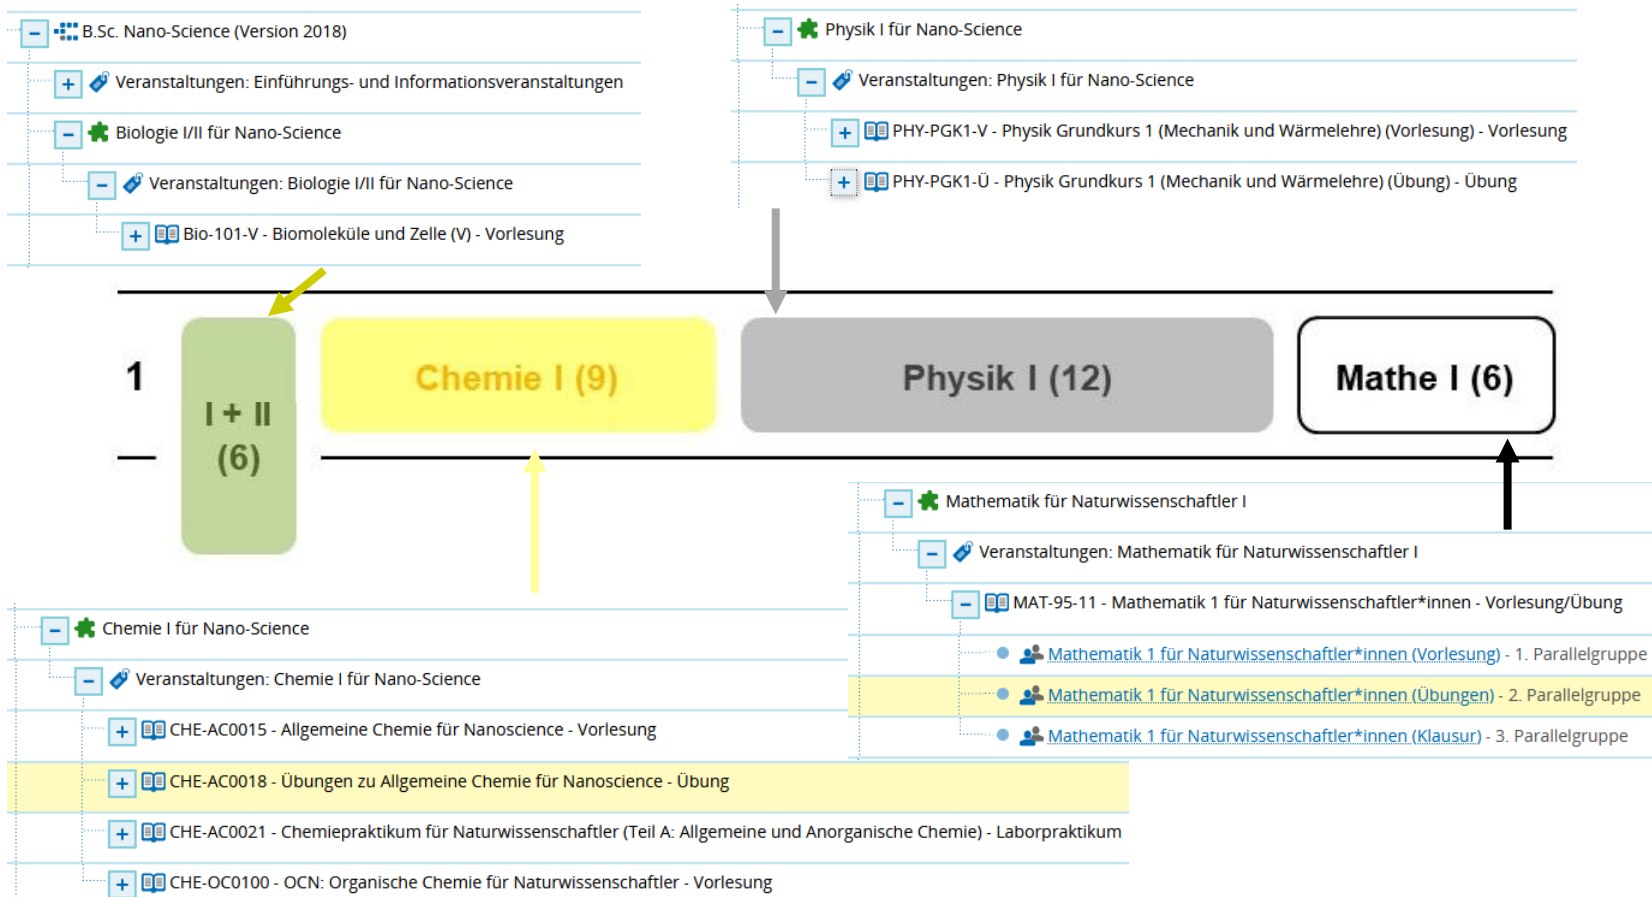 B.Sc. Nano-Science (Version 2018)
Veranstaltungen: Einführungs- und Informationsveranstaltungen
Biologie I/II für Nano-Science
Veranstaltungen: Biologie I/II für Nano-Science
Bio-101-V - Biomoleküle und Zelle (V) - Vorlesung
Physik I für Nano-Science
Veranstaltungen: Physik I für Nano-Science
PHY-PGK1-V - Physik Grundkurs 1 (Mechanik und Wärmelehre) (Vorlesung) - Vorlesung
PHY-PGK1-Ü - Physik Grundkurs 1 (Mechanik und Wärmelehre) (Übung) - Übung
1
I + II
(6)
Chemie I (9)
Physik I (12)
Mathe I (6)
Mathematik für Naturwissenschaftler I
Veranstaltungen: Mathematik für Naturwissenschaftler I
MAT-95-11 - Mathematik 1 für Naturwissenschaftler*innen - Vorlesung/Übung
Mathematik 1 für Naturwissenschaftler*innen (Vorlesung) - 1. Parallelgruppe
Mathematik 1 für Naturwissenschaftler*innen (Übungen) - 2. Parallelgruppe
Mathematik 1 für Naturwissenschaftler*innen (Klausur) - 3. Parallelgruppe
Chemie I für Nano-Science
Veranstaltungen: Chemie I für Nano-Science
CHE-AC0015 - Allgemeine Chemie für Nanoscience - Vorlesung
CHE-AC0018 - Übungen zu Allgemeine Chemie für Nanoscience - Übung
CHE-AC0021 - Chemiepraktikum für Naturwissenschaftler (Teil A: Allgemeine und Anorganische Chemie) - Laborpraktikum
CHE-OC0100 - OCN: Organische Chemie für Naturwissenschaftler - Vorlesung